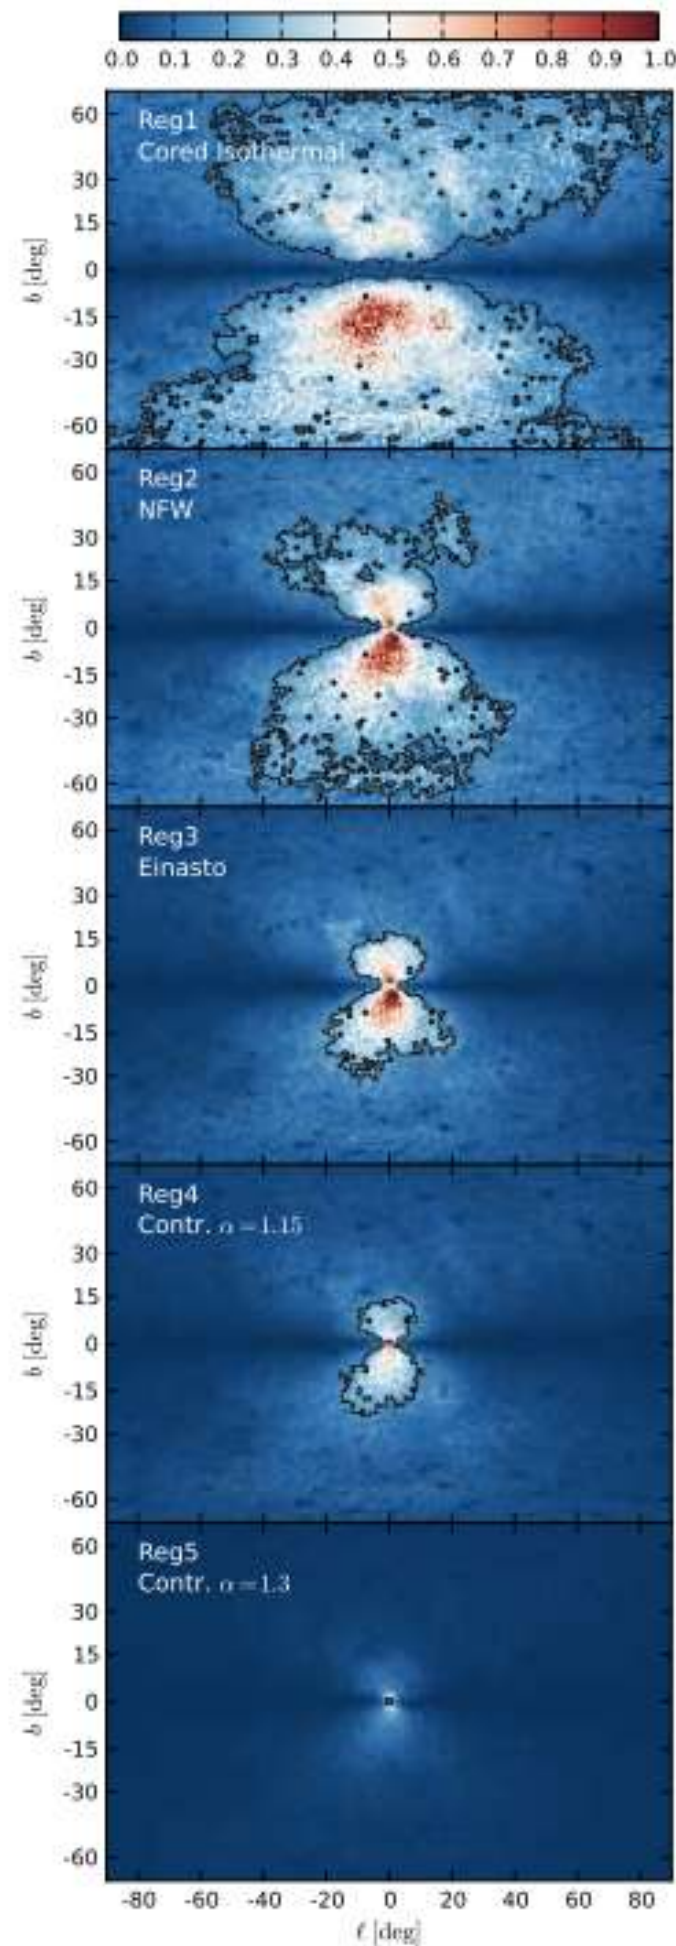 0.0 0.1 0.2 0.3 0.4 0.5 0.6 0.7 0.8 0.9 1.0
Reg1
Cored Isothermal
60
30
15
0
-15
-30
-60
b [deg]
Reg2
NFW
60
30
15
0
-15
-30
-60
b [deg]
Reg3
Einasto
60
30
15
0
-15
-30
-60
b [deg]
Reg4
Contr. α = 1.15
60
30
15
0
-15
-30
-60
b [deg]
Reg5
Contr. α = 1.3
60
30
15
0
-15
-30
-60
b [deg]
-80 -60 -40 -20 0 20 40 60 80
ℓ [deg]